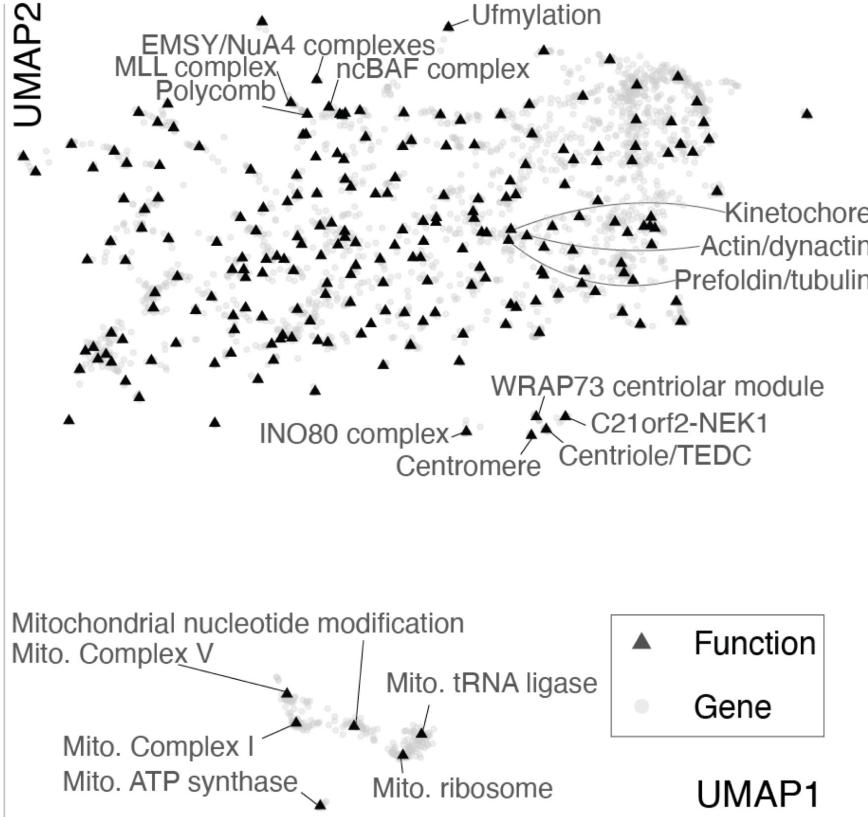 UMAP2
Ufmylation
EMSY/NuA4 complexes
MLL complex
ncBAF complex
Polycomb
Kinetochore
Actin/dynactin
Prefoldin/tubulin
WRAP73 centriolar module
C21orf2-NEK1
INO80 complex
Centriole/TEDC
Centromere
Mitochondrial nucleotide modification
Mito. Complex V
Mito. tRNA ligase
Mito. Complex I
Mito. ATP synthase
Mito. ribosome
Function
Gene
UMAP1